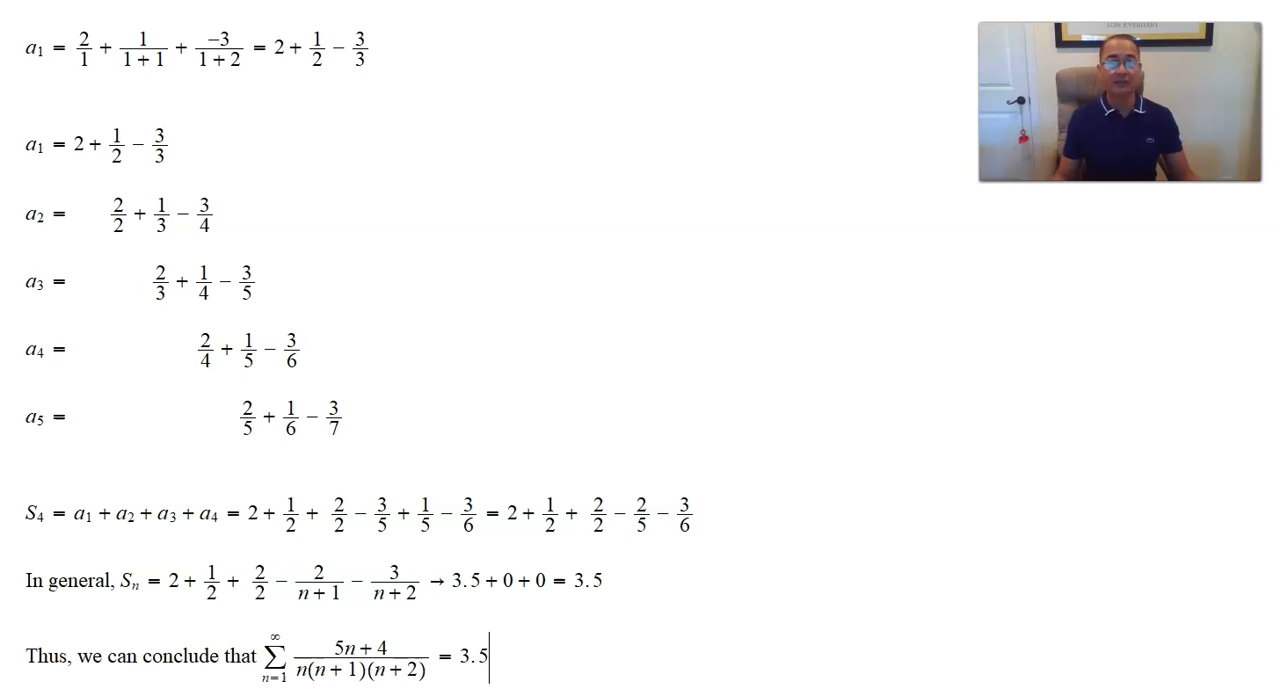 TOM EVERHART
a₁ = 2/1 + 1/(1 + 1) + −3/(1 + 2) = 2 + 1/2 − 3/3
a₁ = 2 + 1/2 − 3/3
a₂ = 2/2 + 1/3 − 3/4
a₃ = 2/3 + 1/4 − 3/5
a₄ = 2/4 + 1/5 − 3/6
a₅ = 2/5 + 1/6 − 3/7
S₄ = a₁ + a₂ + a₃ + a₄ = 2 + 1/2 + 2/2 − 3/5 + 1/5 − 3/6 = 2 + 1/2 + 2/2 − 2/5 − 3/6
In general, Sₙ = 2 + 1/2 + 2/2 − 2/(n + 1) − 3/(n + 2) → 3.5 + 0 + 0 = 3.5
Thus, we can conclude that ∑_{n=1}^{∞} (5n + 4)/(n(n + 1)(n + 2)) = 3.5